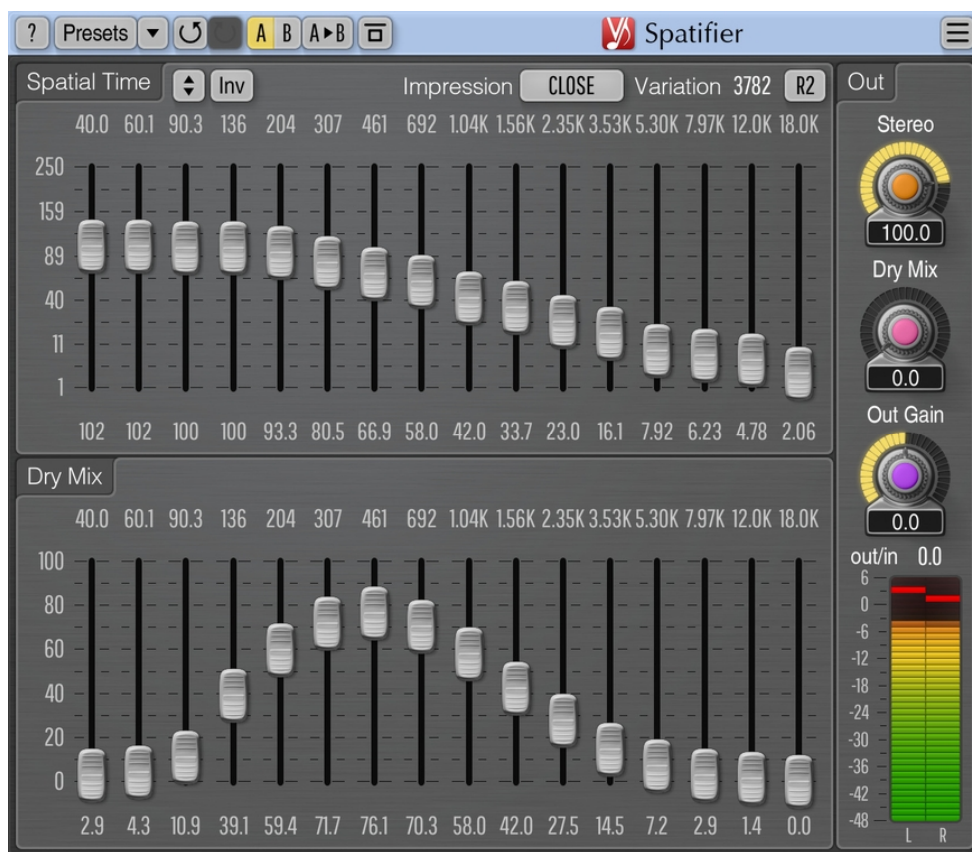 ? Presets A B A▸B Spatifier
Spatial Time Inv Impression CLOSE Variation 3782 R2
40.0 60.1 90.3 136 204 307 461 692 1.04K 1.56K 2.35K 3.53K 5.30K 7.97K 12.0K 18.0K
250
159
89
40
11
1
102 102 100 100 93.3 80.5 66.9 58.0 42.0 33.7 23.0 16.1 7.92 6.23 4.78 2.06
Dry Mix
40.0 60.1 90.3 136 204 307 461 692 1.04K 1.56K 2.35K 3.53K 5.30K 7.97K 12.0K 18.0K
100
80
60
40
20
0
2.9 4.3 10.9 39.1 59.4 71.7 76.1 70.3 58.0 42.0 27.5 14.5 7.2 2.9 1.4 0.0
Out
Stereo
100.0
Dry Mix
0.0
Out Gain
0.0
out/in 0.0
6
0
-6
-12
-18
-24
-30
-36
-42
-48
L R